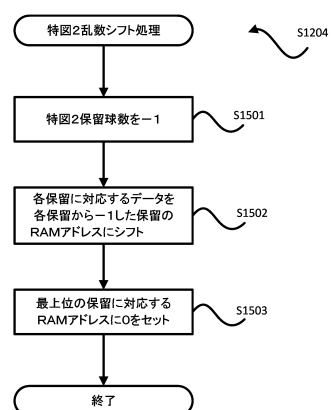 特図2乱数シフト処理
S1204
特図2保留球数を－1
S1501
各保留に対応するデータを
各保留から－1した保留の
RAMアドレスにシフト
S1502
最上位の保留に対応する
RAMアドレスに0をセット
S1503
終了